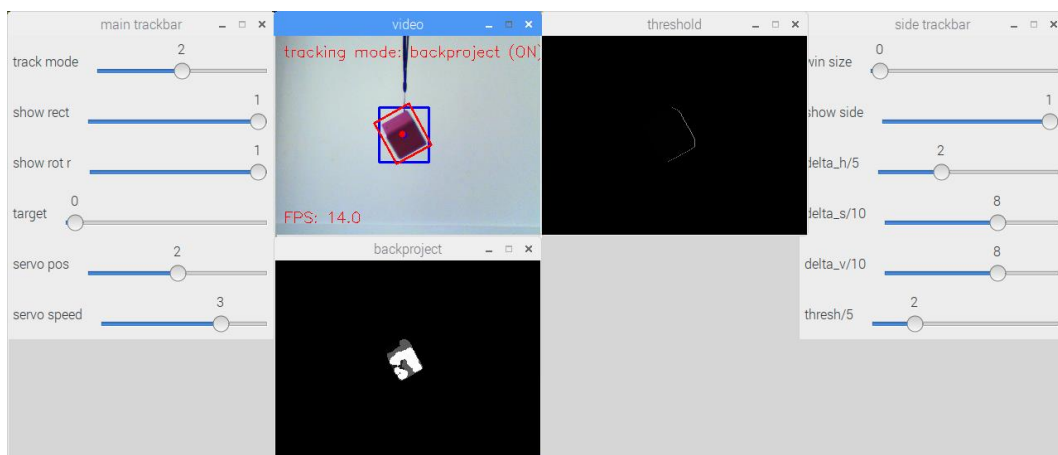 main trackbar
track mode
2
show rect
1
show rot r
1
target
0
servo pos
2
servo speed
3
video
tracking mode: backproject (ON)
FPS: 14.0
backproject
threshold
side trackbar
win size
0
show side
1
delta_h/5
2
delta_s/10
8
delta_v/10
8
thresh/5
2